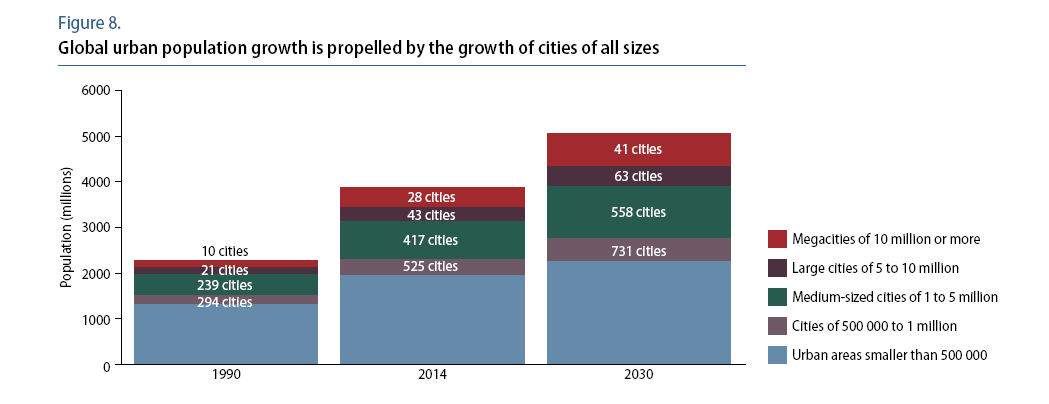 Figure 8.
Global urban population growth is propelled by the growth of cities of all sizes
Population (millions)
6000
5000
4000
3000
2000
1000
0
10 cities
21 cities
239 cities
294 cities
28 cities
43 cities
417 cities
525 cities
41 cities
63 cities
558 cities
731 cities
1990
2014
2030
Megacities of 10 million or more
Large cities of 5 to 10 million
Medium-sized cities of 1 to 5 million
Cities of 500 000 to 1 million
Urban areas smaller than 500 000